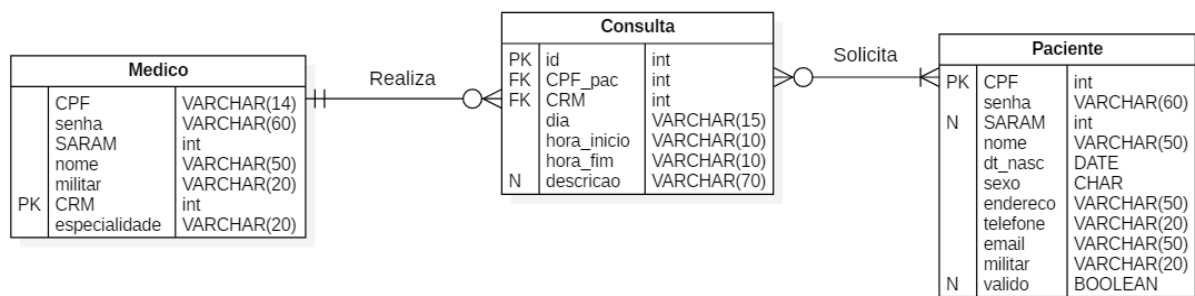 Medico
CPF VARCHAR(14)
senha VARCHAR(60)
SARAM int
nome VARCHAR(50)
militar VARCHAR(20)
PK CRM int
especialidade VARCHAR(20)
Realiza
Consulta
PK id int
FK CPF_pac int
FK CRM int
dia VARCHAR(15)
hora_inicio VARCHAR(10)
hora_fim VARCHAR(10)
N descricao VARCHAR(70)
Solicita
Paciente
PK CPF int
senha VARCHAR(60)
N SARAM int
nome VARCHAR(50)
dt_nasc DATE
sexo CHAR
endereco VARCHAR(50)
telefone VARCHAR(20)
email VARCHAR(50)
militar VARCHAR(20)
N valido BOOLEAN